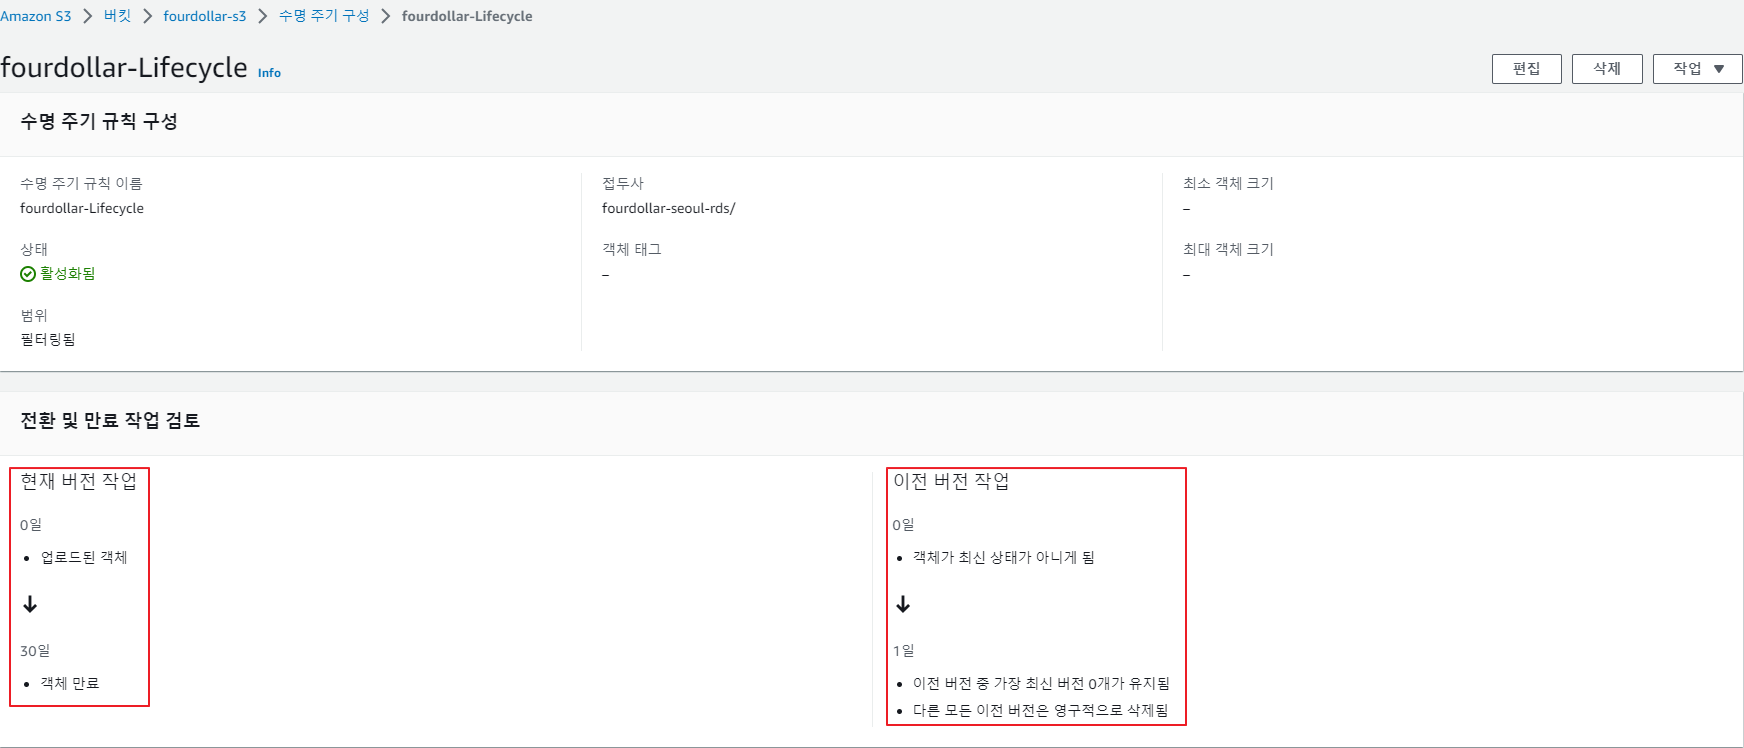 Amazon S3 > 버킷 > fourdollar-s3 > 수명 주기 구성 > fourdollar-Lifecycle
fourdollar-Lifecycle Info
편집 삭제 작업 ▼
수명 주기 규칙 구성
수명 주기 규칙 이름
fourdollar-Lifecycle
상태
활성화됨
범위
필터링됨
접두사
fourdollar-seoul-rds/
객체 태그
–
최소 객체 크기
–
최대 객체 크기
–
전환 및 만료 작업 검토
현재 버전 작업
0일
• 업로드된 객체
↓
30일
• 객체 만료
이전 버전 작업
0일
• 객체가 최신 상태가 아니게 됨
↓
1일
• 이전 버전 중 가장 최신 버전 0개가 유지됨
• 다른 모든 이전 버전은 영구적으로 삭제됨